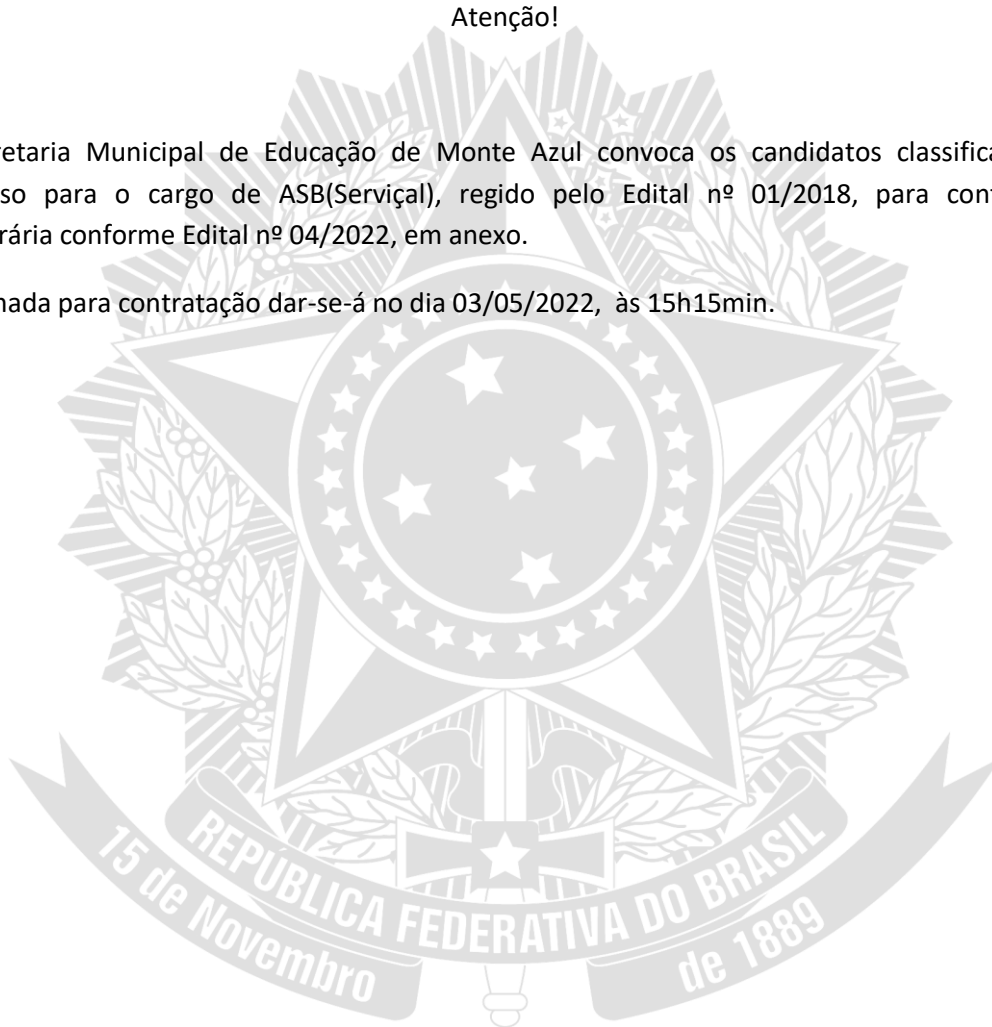 Atenção!
retaria Municipal de Educação de Monte Azul convoca os candidatos classifica
so para o cargo de ASB(Serviçal), regido pelo Edital nº 01/2018, para cont
rária conforme Edital nº 04/2022, em anexo.
nada para contratação dar-se-á no dia 03/05/2022, às 15h15min.
REPÚBLICA FEDERATIVA DO BRASIL
15 de Novembro de 1889